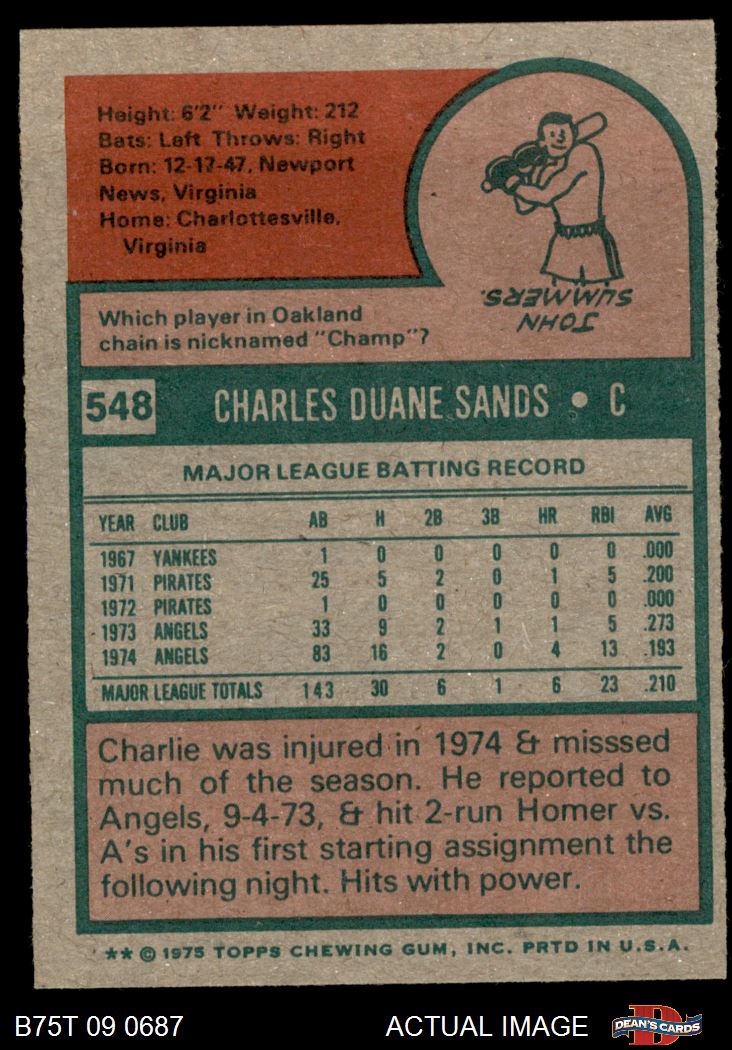 Height: 6'2" Weight: 212
Bats: Left Throws: Right
Born: 12-17-47, Newport
News, Virginia
Home: Charlottesville,
Virginia
JOHN
SUMMERS.
Which player in Oakland
chain is nicknamed "Champ"?
548 CHARLES DUANE SANDS • C
MAJOR LEAGUE BATTING RECORD
YEAR CLUB AB H 2B 3B HR RBI AVG
1967 YANKEES 1 0 0 0 0 0 .000
1971 PIRATES 25 5 2 0 1 5 .200
1972 PIRATES 1 0 0 0 0 0 .000
1973 ANGELS 33 9 2 1 1 5 .273
1974 ANGELS 83 16 2 0 4 13 .193
MAJOR LEAGUE TOTALS 143 30 6 1 6 23 .210
Charlie was injured in 1974 & misssed
much of the season. He reported to
Angels, 9-4-73, & hit 2-run Homer vs.
A's in his first starting assignment the
following night. Hits with power.
** © 1975 TOPPS CHEWING GUM, INC. PRTD IN U.S.A.
B75T 09 0687 ACTUAL IMAGE D DEAN'S CARDS